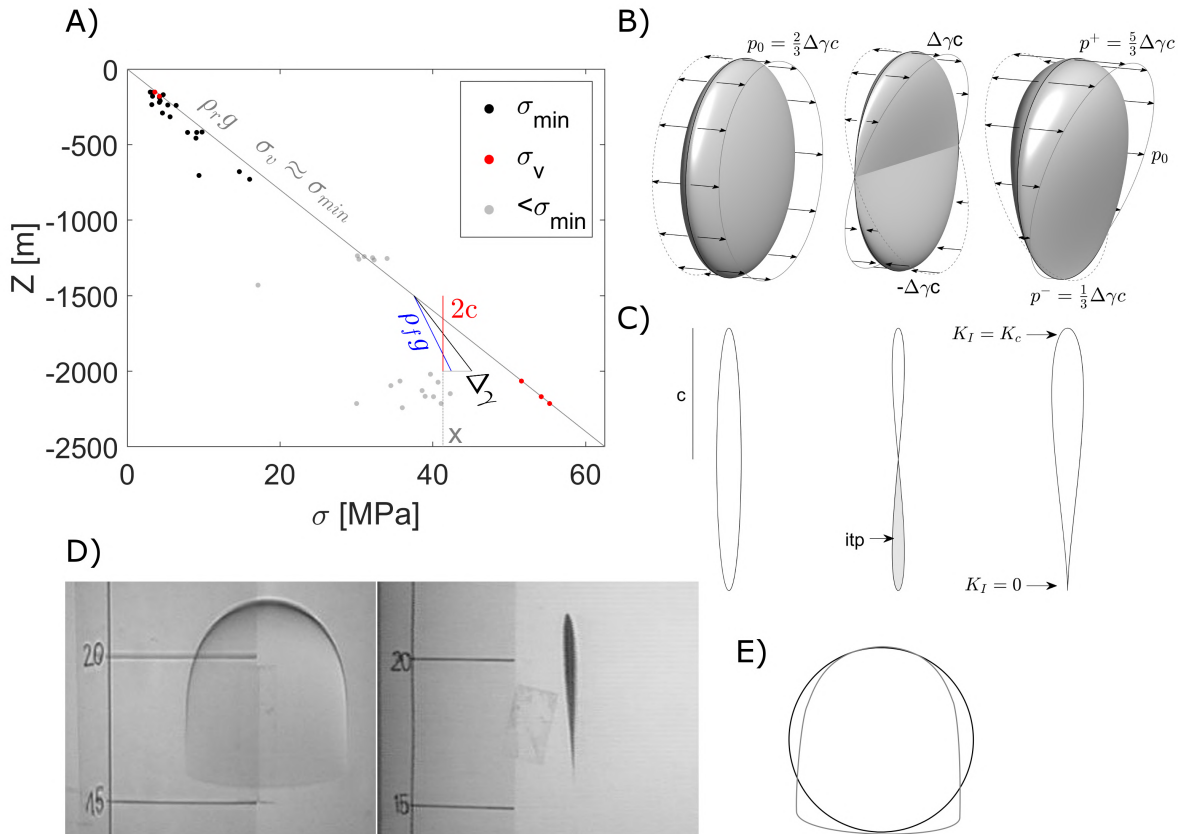 A)
0
-500
-1000
-1500
-2000
-2500
Z [m]
0
20
40
60
σ [MPa]
ρ_r g
σ_v ≈ σ_min
σ_min
σ_v
<σ_min
2c
ρ_f g
Δγ
x
B)
p_0 = 2/3 Δγc
Δγc
-Δγc
p^+ = 5/3 Δγc
p_0
p^- = 1/3 Δγc
C)
c
itp
K_I = K_c
K_I = 0
D)
20
15
20
15
E)